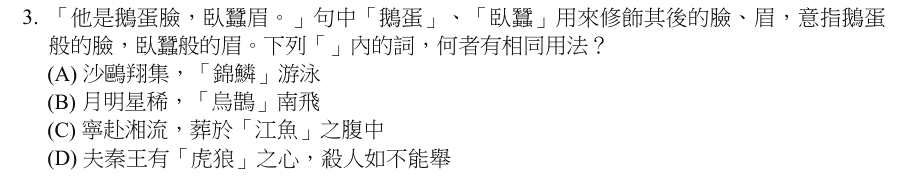 3. 「他是鵝蛋臉，臥蠶眉。」句中「鵝蛋」、「臥蠶」用來修飾其後的臉、眉，意指鵝蛋
般的臉，臥蠶般的眉。下列「 」內的詞，何者有相同用法？
(A) 沙鷗翔集，「錦鱗」游泳
(B) 月明星稀，「烏鵲」南飛
(C) 寧赴湘流，葬於「江魚」之腹中
(D) 夫秦王有「虎狼」之心，殺人如不能舉